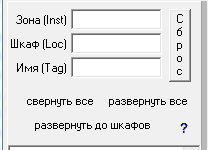 Зона (Inst)
Шкаф (Loc)
Имя (Tag)
Сброс
свернуть все развернуть все
развернуть до шкафов ?